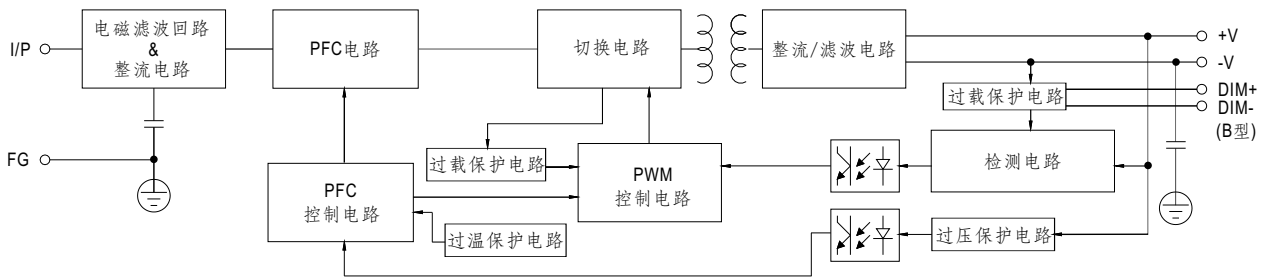 I/P
电磁滤波回路
&
整流电路
PFC电路
切换电路
整流/滤波电路
+V
-V
DIM+
DIM-
(B型)
过载保护电路
FG
过载保护电路
PWM
控制电路
检测电路
PFC
控制电路
过温保护电路
过压保护电路